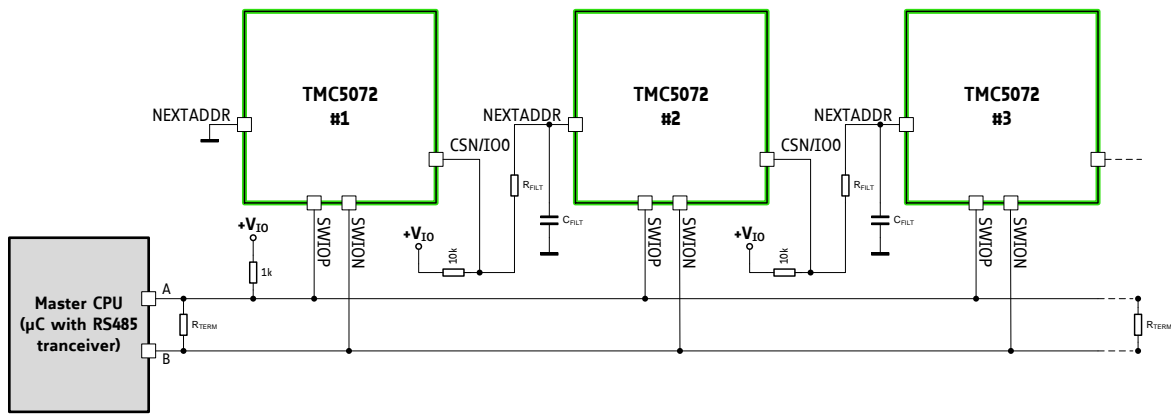 TMC5072
#1
TMC5072
#2
TMC5072
#3
NEXTADDR
NEXTADDR
NEXTADDR
CSN/IO0
CSN/IO0
RFILT
RFILT
CFILT
CFILT
SWIOP
SWION
SWIOP
SWION
SWIOP
SWION
+VIO
+VIO
+VIO
1k
10k
10k
Master CPU
(µC with RS485
tranceiver)
A
B
RTERM
RTERM